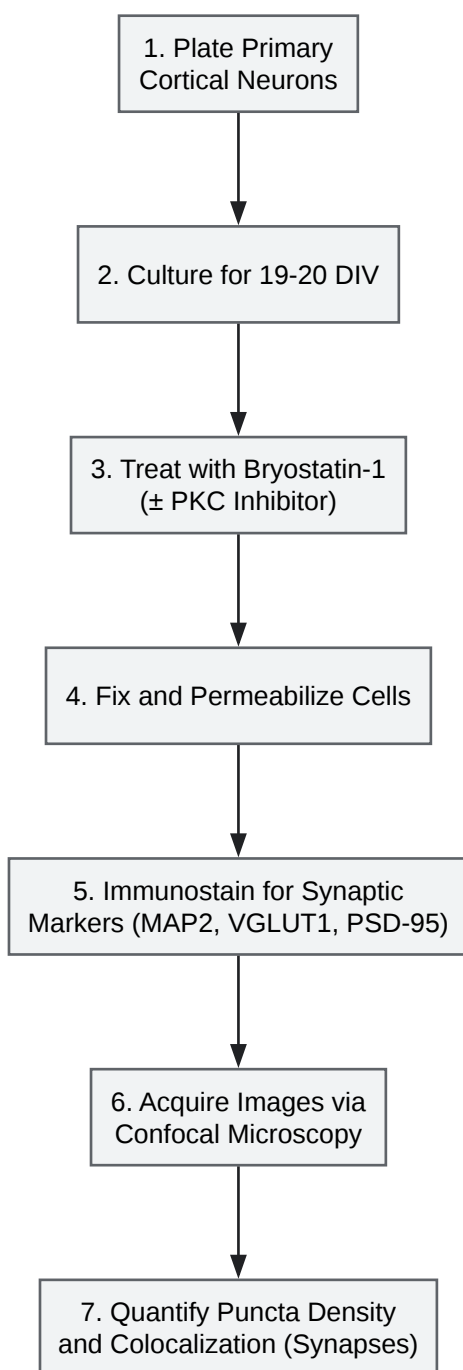 1. Plate Primary
Cortical Neurons
2. Culture for 19-20 DIV
3. Treat with Bryostatin-1
(± PKC Inhibitor)
4. Fix and Permeabilize Cells
5. Immunostain for Synaptic
Markers (MAP2, VGLUT1, PSD-95)
6. Acquire Images via
Confocal Microscopy
7. Quantify Puncta Density
and Colocalization (Synapses)